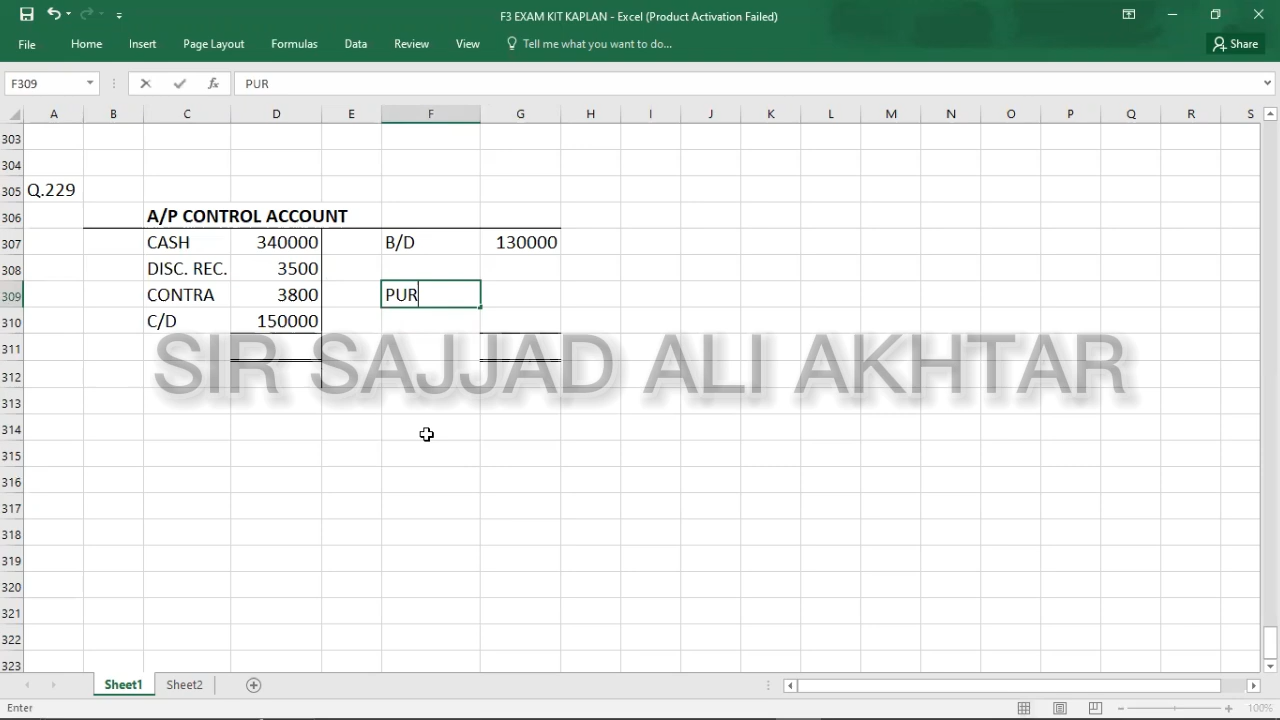 F3 EXAM KIT KAPLAN - Excel (Product Activation Failed)
File Home Insert Page Layout Formulas Data Review View Tell me what you want to do... Share
F309 fx PUR
A B C D E F G H I J K L M N O P Q R S
303
304
305 Q.229
306 A/P CONTROL ACCOUNT
307 CASH 340000 B/D 130000
308 DISC. REC. 3500
309 CONTRA 3800 PUR
310 C/D 150000
311
SIR SAJJAD ALI AKHTAR
312
313
314
315
316
317
318
319
320
321
322
323
Sheet1 Sheet2
Enter 100%